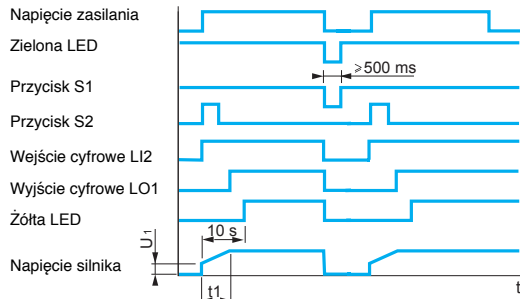 Napięcie zasilania
Zielona LED
⩾500 ms
Przycisk S1
Przycisk S2
Wejście cyfrowe LI2
Wyjście cyfrowe LO1
Żółta LED
10 s
U1
Napięcie silnika
t
t1